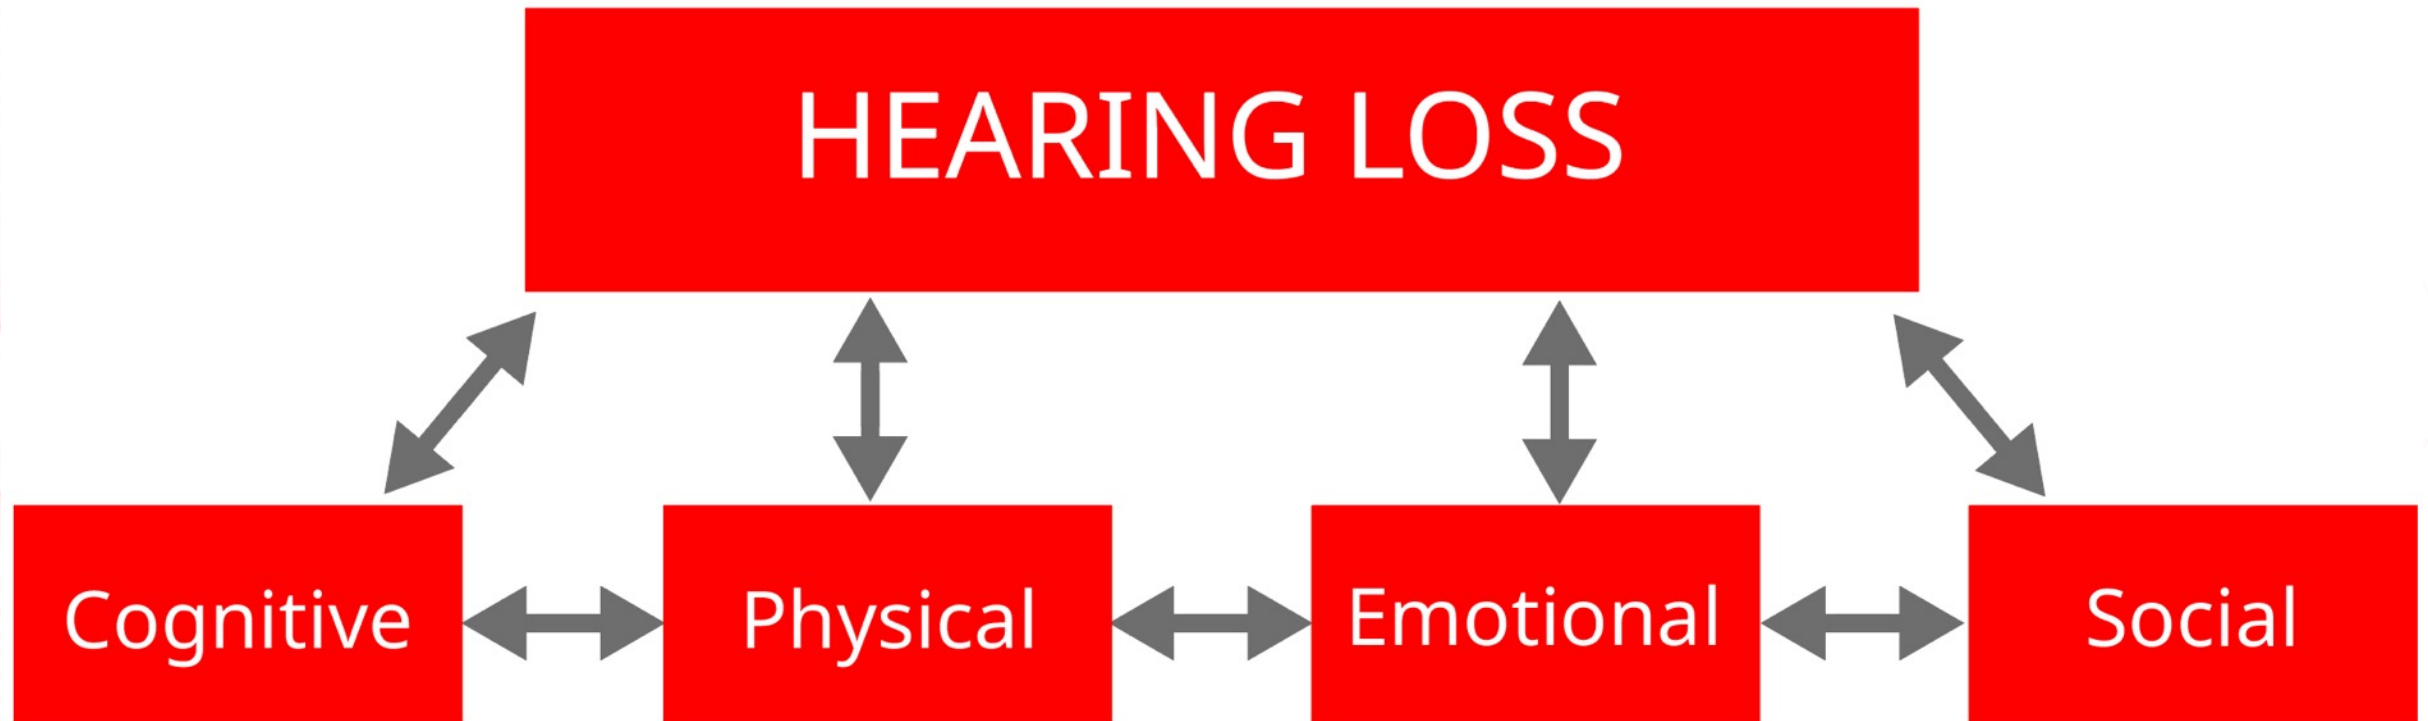 HEARING LOSS
Cognitive
Physical
Emotional
Social